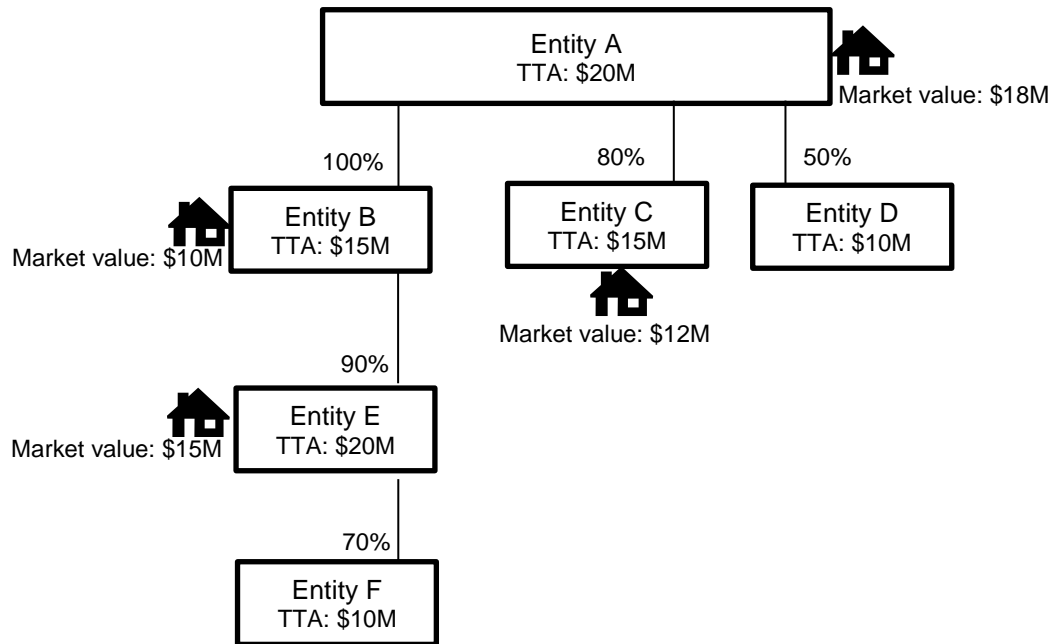 Entity A
TTA: $20M
Market value: $18M
100%
80%
50%
Entity B
TTA: $15M
Market value: $10M
Entity C
TTA: $15M
Market value: $12M
Entity D
TTA: $10M
90%
Entity E
TTA: $20M
Market value: $15M
70%
Entity F
TTA: $10M